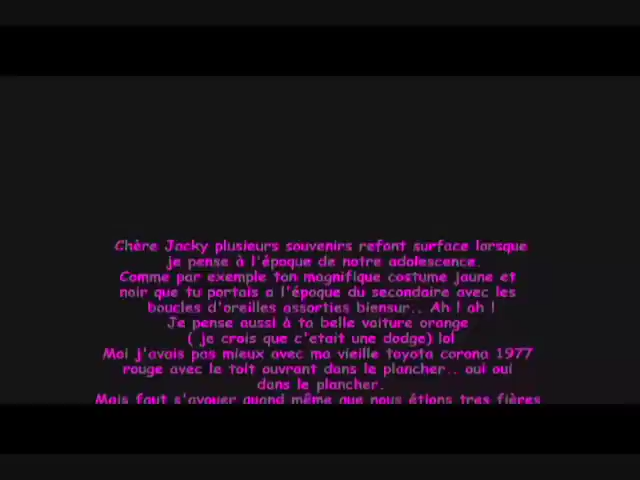 Chère Jacky plusieurs souvenirs refont surface lorsque
je pense à l'époque de notre adolescence.
Comme par exemple ton magnifique costume jaune et
noir que tu portais a l'époque du secondaire avec les
boucles d'oreilles assorties biensur.. Ah ! ah !
Je pense aussi à ta belle voiture orange
( je crois que c'etait une dodge) lol
Moi j'avais pas mieux avec ma vieille toyota corona 1977
rouge avec le toit ouvrant dans le plancher.. oui oui
dans le plancher.
Mais faut s'avouer quand même que nous étions tres fières